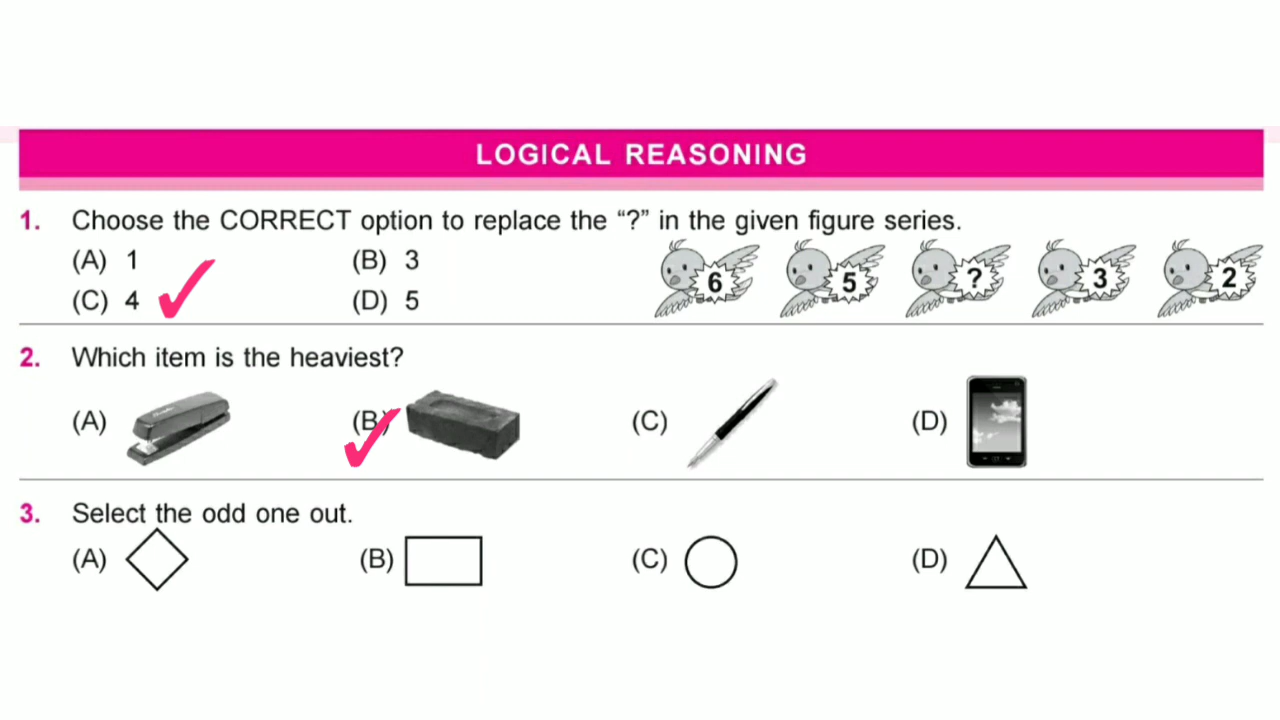 LOGICAL REASONING
1. Choose the CORRECT option to replace the “?” in the given figure series.
(A) 1 (B) 3
(C) 4 (D) 5
6 5 ? 3 2
2. Which item is the heaviest?
(A) (B) (C) (D)
3. Select the odd one out.
(A) (B) (C) (D)